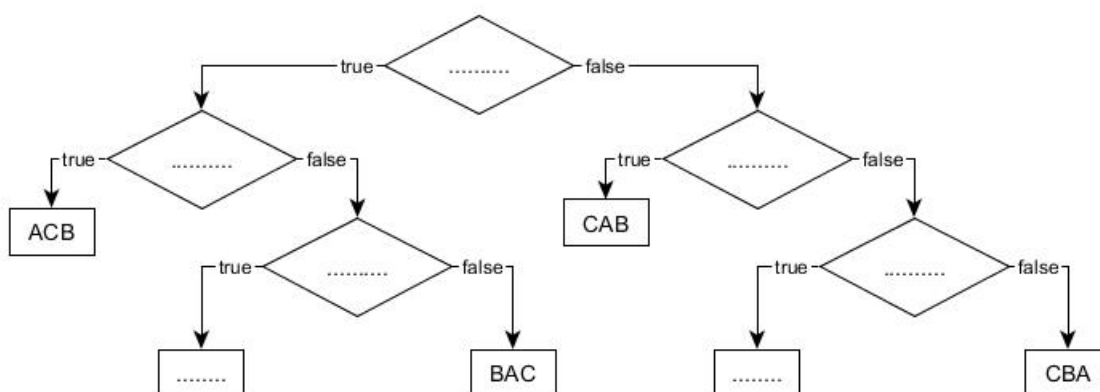 ..........
true
false
..........
true
false
..........
true
false
ACB
CAB
..........
true
false
..........
true
false
........
BAC
........
CBA